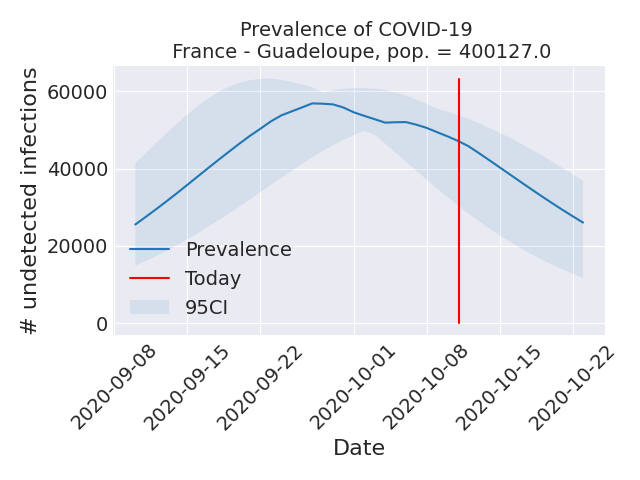 Prevalence of COVID-19
France - Guadeloupe, pop. = 400127.0
# undetected infections
60000
40000
20000
0
Prevalence
Today
95CI
2020-09-08
2020-09-15
2020-09-22
2020-10-01
2020-10-08
2020-10-15
2020-10-22
Date